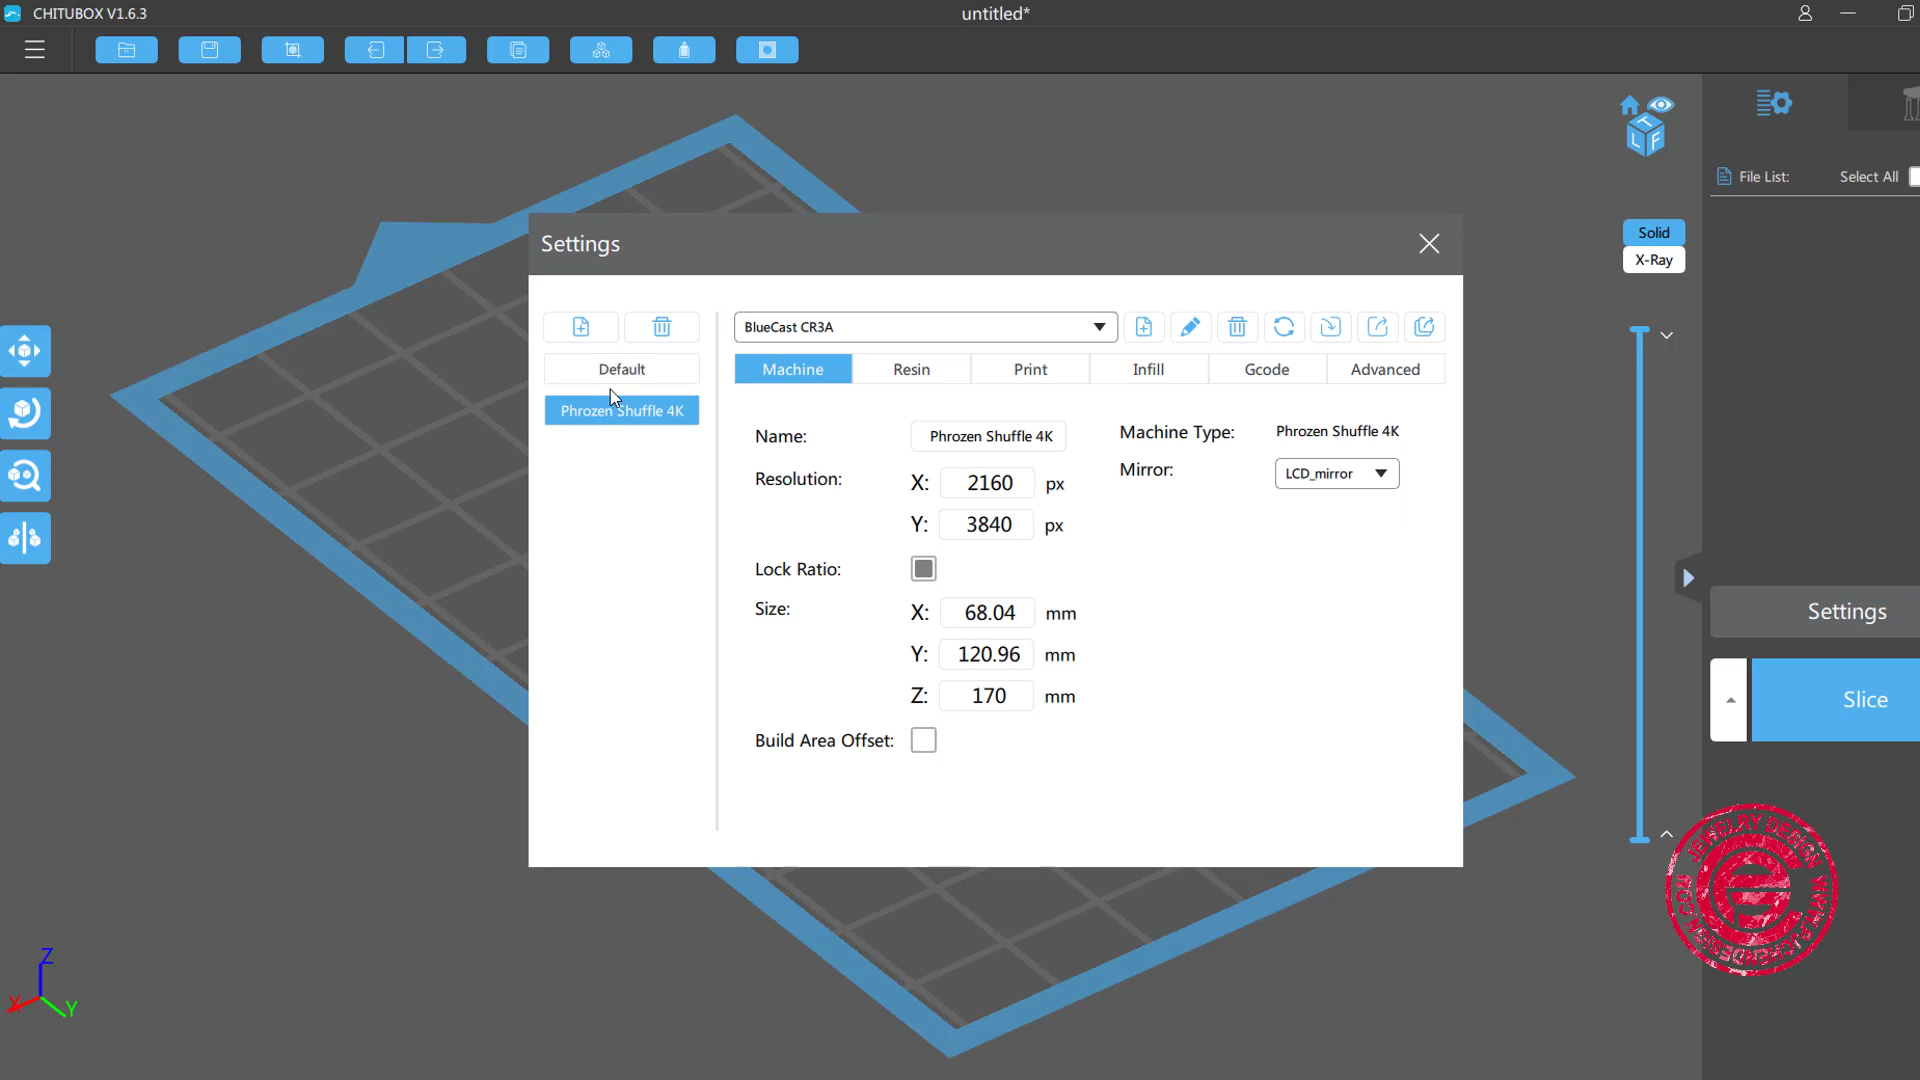 CHITUBOX V1.6.3
untitled*
T
L F
File List:
Select All
Solid
X-Ray
Settings
BlueCast CR3A
Default
Phrozen Shuffle 4K
Machine
Resin
Print
Infill
Gcode
Advanced
Name:
Phrozen Shuffle 4K
Machine Type:
Phrozen Shuffle 4K
Resolution:
X: 2160 px
Mirror:
LCD_mirror
Y: 3840 px
Lock Ratio:
Size:
X: 68.04 mm
Y: 120.96 mm
Z: 170 mm
Build Area Offset:
Settings
Slice
JEWELRY DESIGN
Z
X
Y